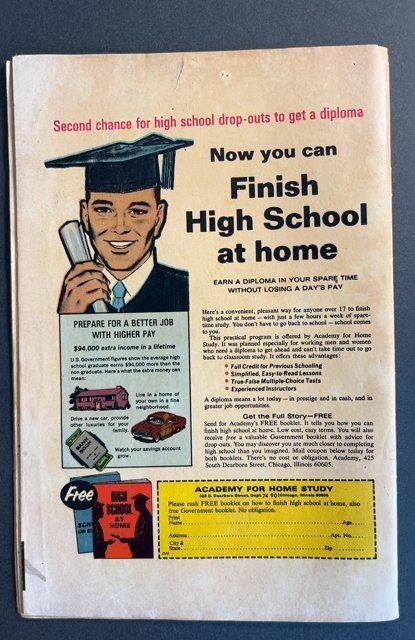 Second chance for high school drop-outs to get a diploma
Now you can
Finish
High School
at home
EARN A DIPLOMA IN YOUR SPARE TIME
WITHOUT LOSING A DAY'S PAY
PREPARE FOR A BETTER JOB
WITH HIGHER PAY
$94,000 extra income in a lifetime
U.S. Government figures show the average high
school graduate earns $94,000 more than the
non-graduate. Here's what the extra money can
mean:
Live in a home of
your own in a fine
neighborhood.
Drive a new car, provide
other luxuries for your
family.
Watch your savings account
grow.
Here's a convenient, pleasant way for anyone over 17 to finish
high school at home – with just a few hours a week of spare-
time study. You don't have to go back to school – school comes
to you.
This practical program is offered by Academy for Home
Study. It was planned especially for working men and women
who need a diploma to get ahead and can't take time out to go
back to classroom study. It offers these advantages:
• Full Credit for Previous Schooling
• Simplified, Easy-to-Read Lessons
• True-False Multiple-Choice Tests
• Experienced Instructors
A diploma means a lot today – in prestige and in cash, and in
greater job opportunities.
Get the Full Story—FREE
Send for Academy's FREE booklet. It tells you how you can
finish high school at home. Low cost, easy terms. You will also
receive free a valuable Government booklet with advice for
drop-outs. You may discover you are much closer to completing
high school than you imagined. Mail coupon below today for
both booklets. There's no cost or obligation. Academy, 425
South Dearborn Street, Chicago, Illinois 60605.
Free
HIGH
SCHOOL
AT HOME
ACADEMY FOR HOME STUDY
425 S. Dearborn Street, Dept. Chicago, Illinois 60605
Please rush FREE booklet on how to finish high school at home, also
free Government booklet. No obligation.
Print
Name Age
Address Apt. No.
City &
State Zip